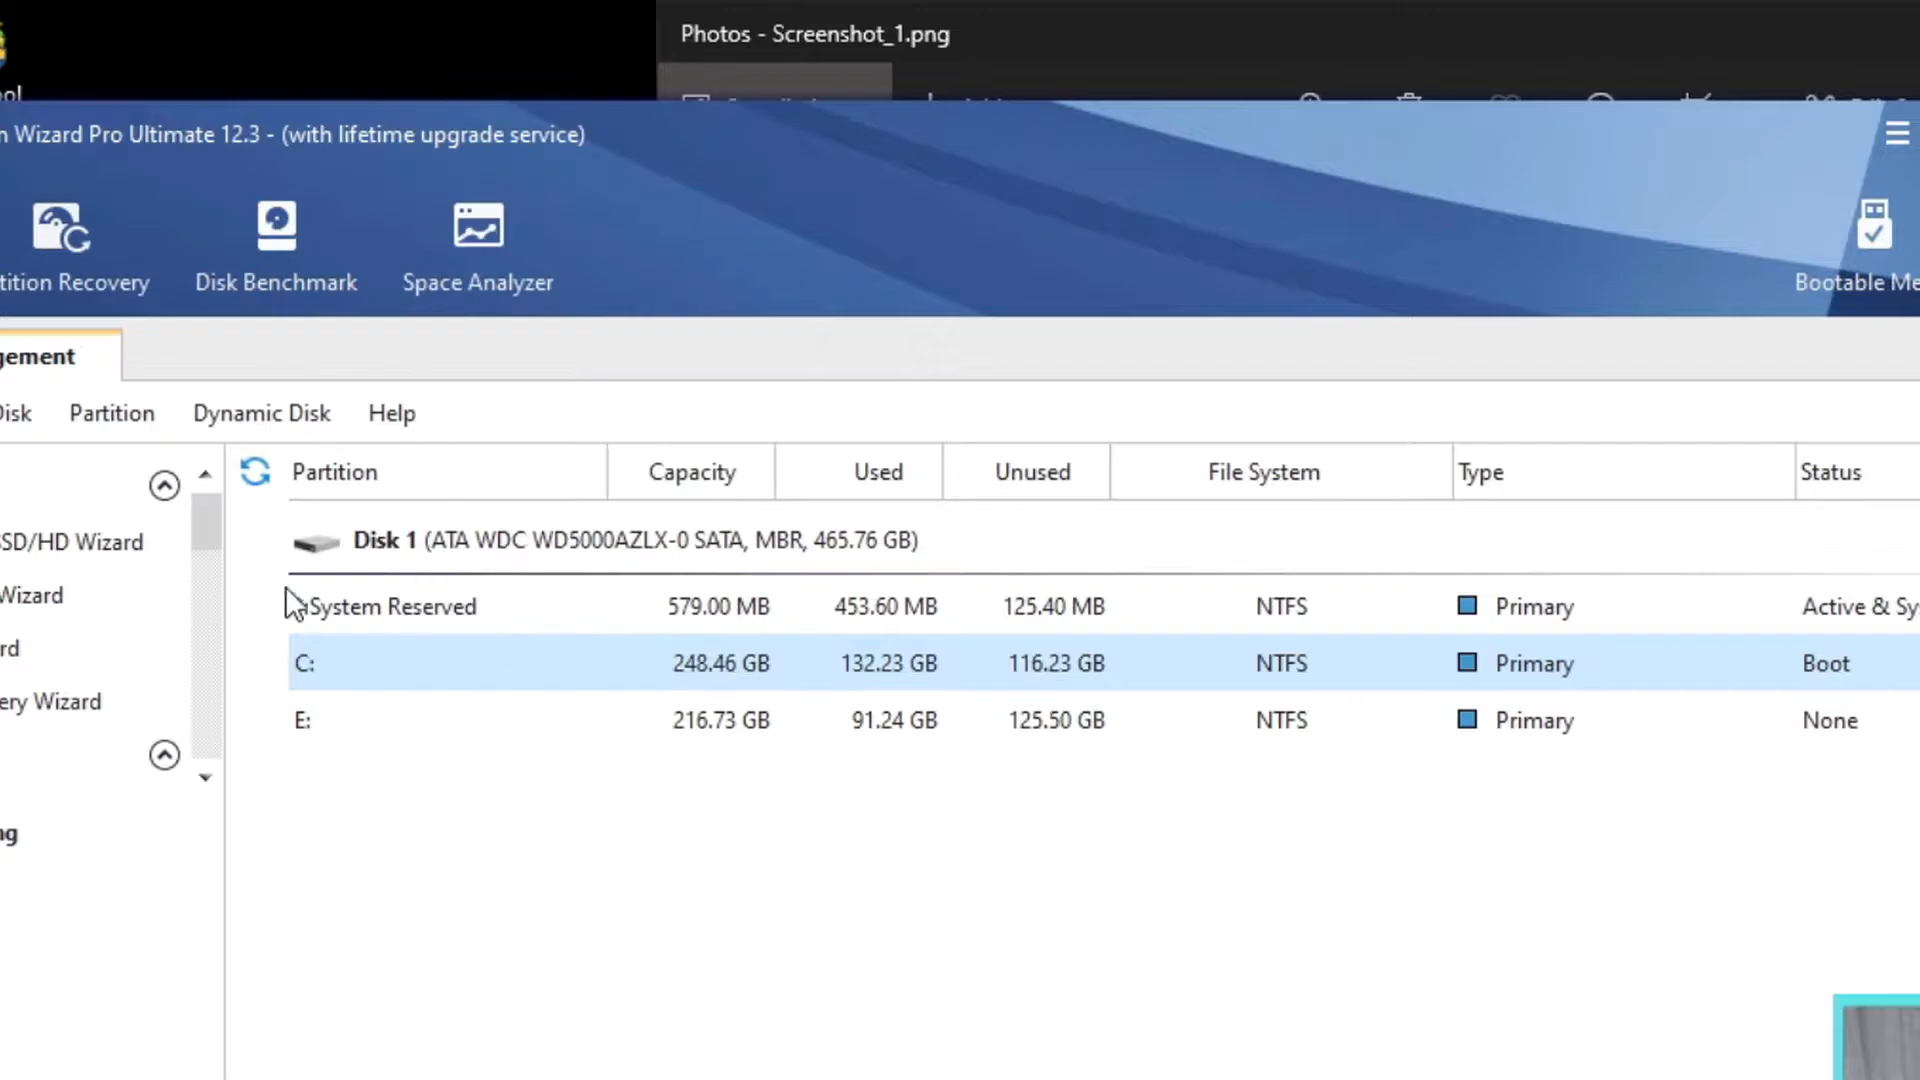 Photos - Screenshot_1.png
Wizard Pro Ultimate 12.3 - (with lifetime upgrade service)
tition Recovery
Disk Benchmark
Space Analyzer
Bootable Me
gement
Disk
Partition
Dynamic Disk
Help
Partition
Capacity
Used
Unused
File System
Type
Status
SSD/HD Wizard
Wizard
rd
ery Wizard
ng
Disk 1 (ATA WDC WD5000AZLX-0 SATA, MBR, 465.76 GB)
System Reserved 579.00 MB 453.60 MB 125.40 MB NTFS Primary Active & Sy
C: 248.46 GB 132.23 GB 116.23 GB NTFS Primary Boot
E: 216.73 GB 91.24 GB 125.50 GB NTFS Primary None